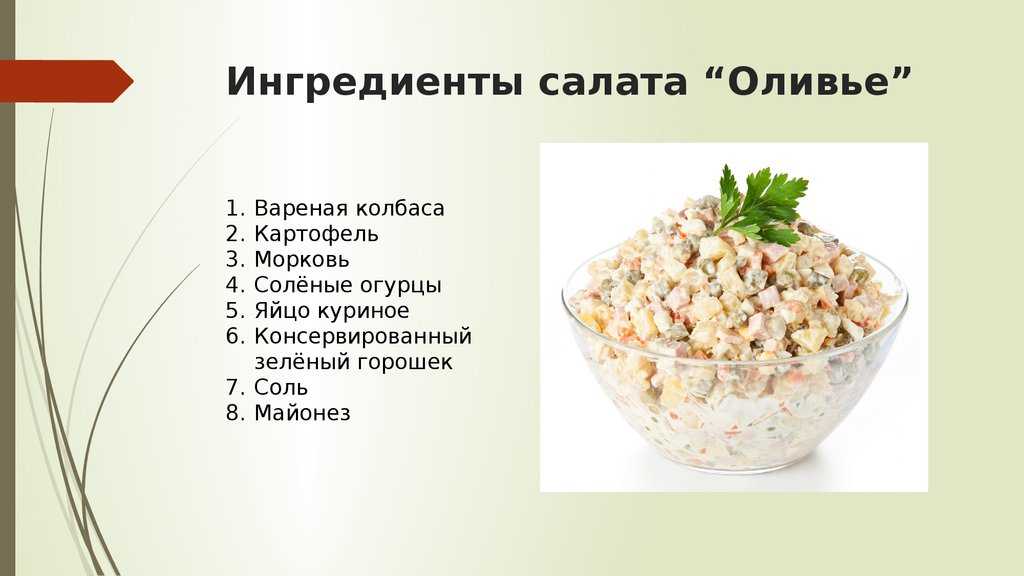 Ингредиенты салата “Оливье”
1. Вареная колбаса
2. Картофель
3. Морковь
4. Солёные огурцы
5. Яйцо куриное
6. Консервированный
зелёный горошек
7. Соль
8. Майонез